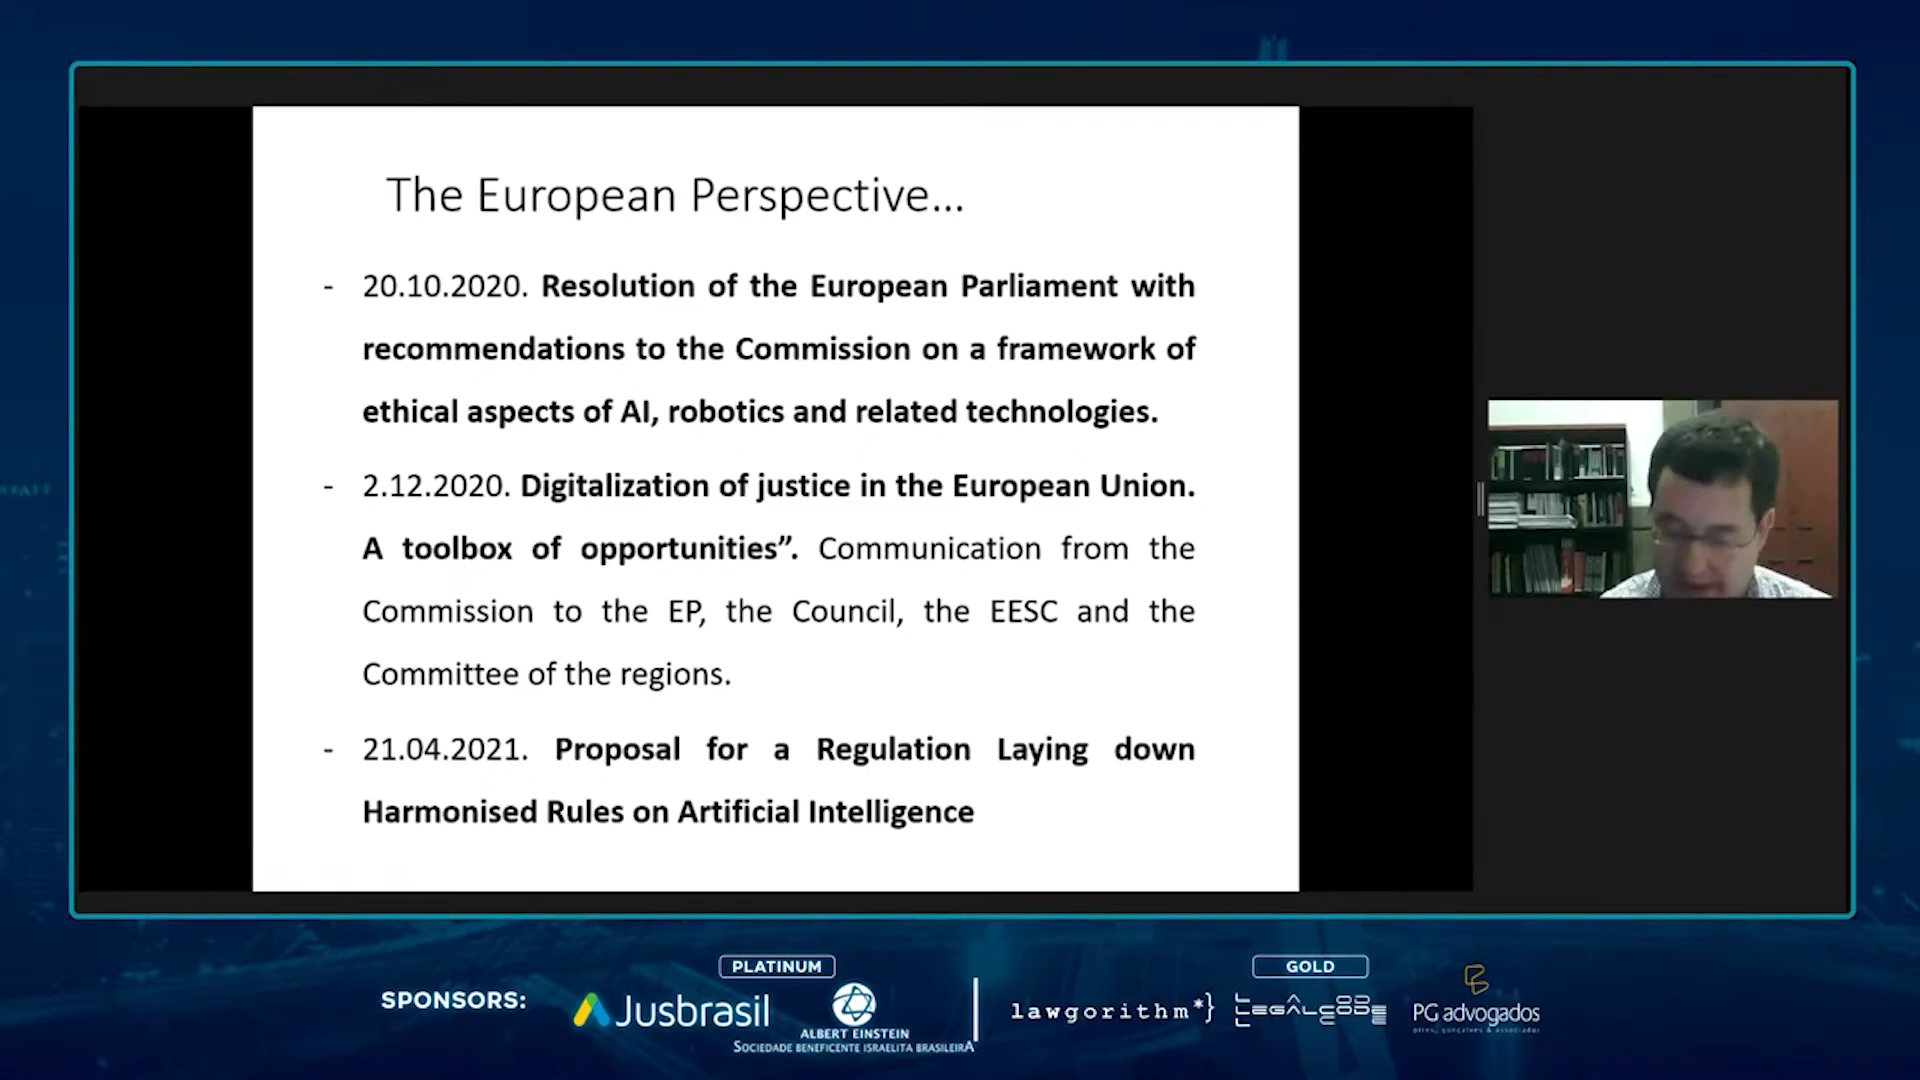 The European Perspective...
- 20.10.2020. Resolution of the European Parliament with
recommendations to the Commission on a framework of
ethical aspects of AI, robotics and related technologies.
- 2.12.2020. Digitalization of justice in the European Union.
A toolbox of opportunities”. Communication from the
Commission to the EP, the Council, the EESC and the
Committee of the regions.
- 21.04.2021. Proposal for a Regulation Laying down
Harmonised Rules on Artificial Intelligence
SPONSORS:
PLATINUM
Jusbrasil
ALBERT EINSTEIN
SOCIEDADE BENEFICENTE ISRAELITA BRASILEIRA
GOLD
lawgorithm*}
LEGALCODE
PG advogados
pires, gonçalves & associados